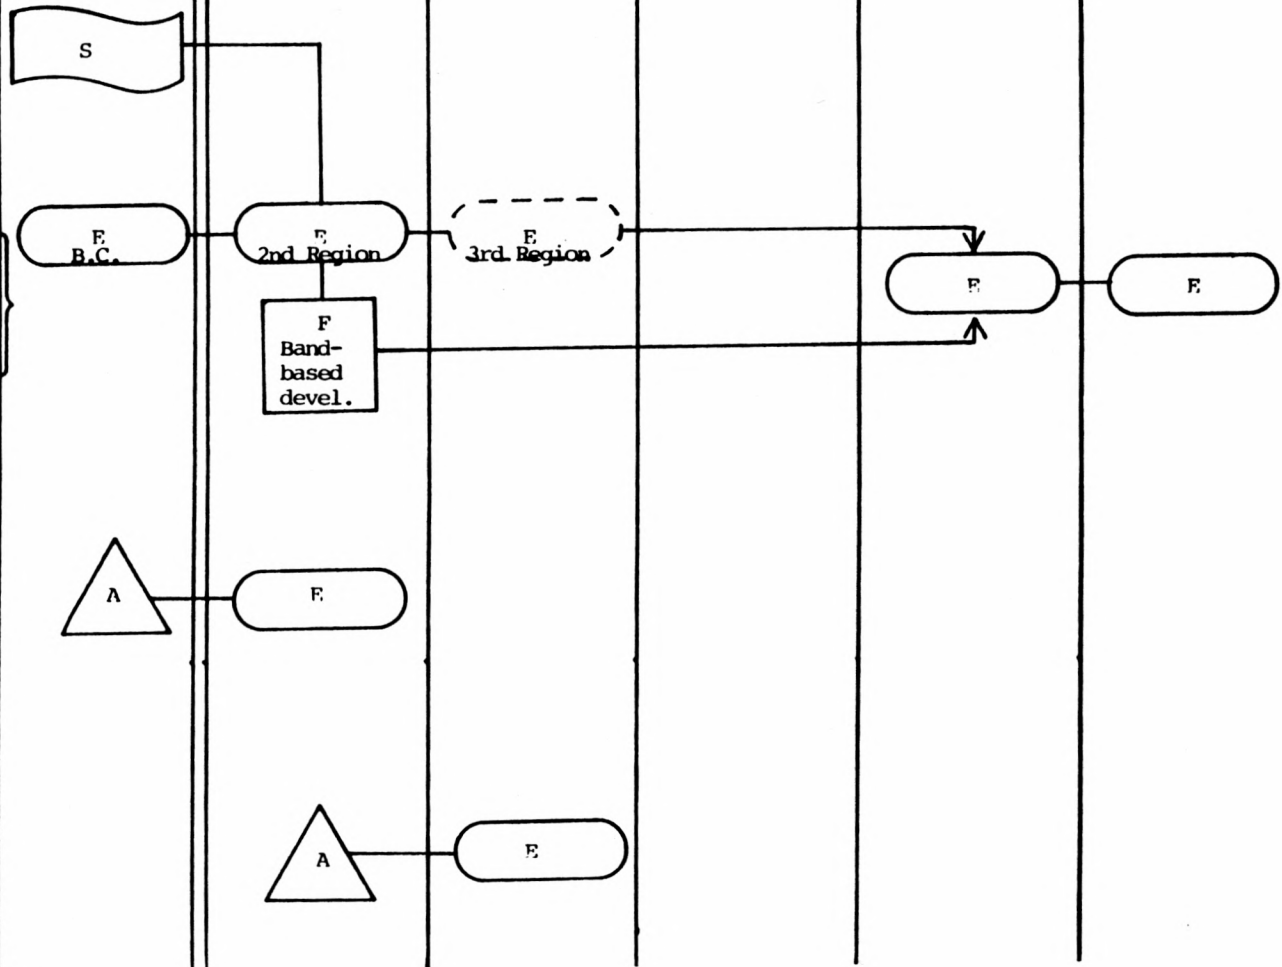 S
E
B.C.
E
2nd Region
E
3rd Region
E
E
F
Band-
based
devel.
A
E
A
E